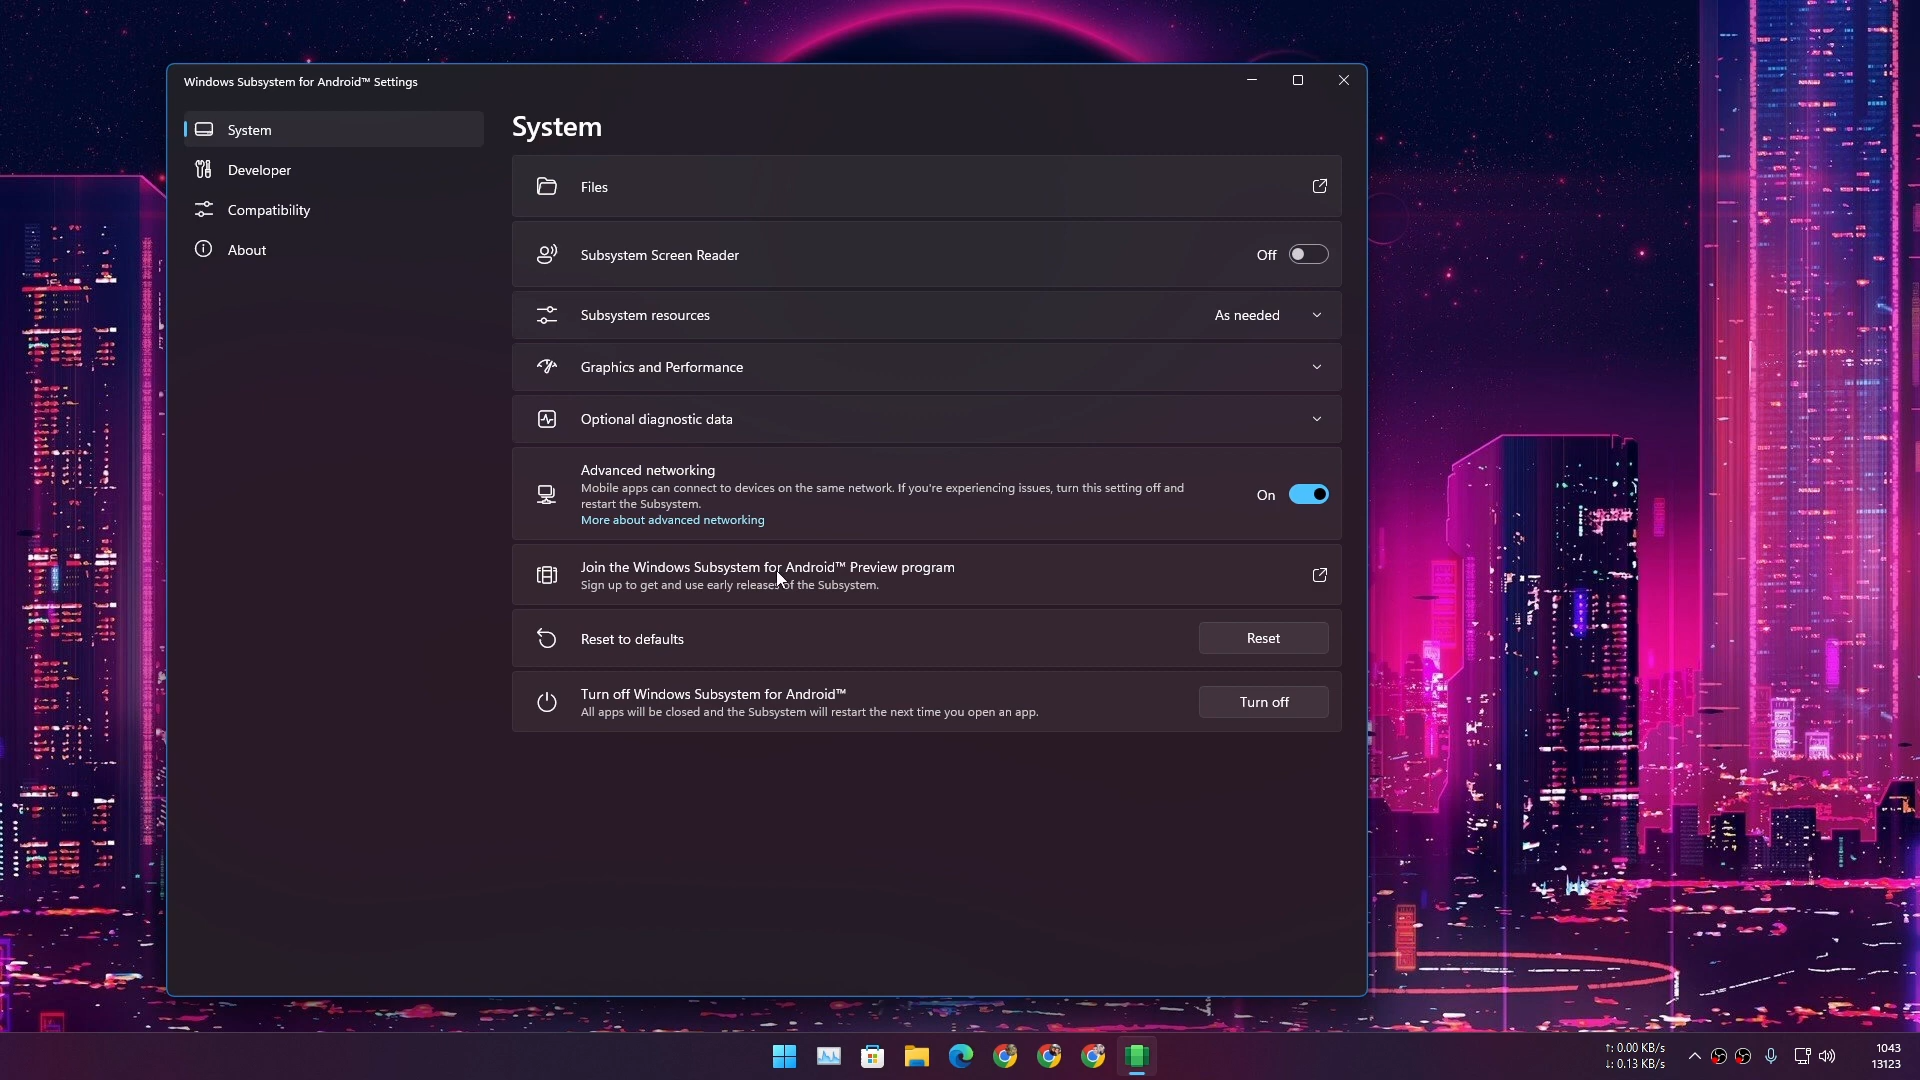 Windows Subsystem for Android™ Settings
System
Developer
Compatibility
About
System
Files
Subsystem Screen Reader
Off
Subsystem resources
As needed
Graphics and Performance
Optional diagnostic data
Advanced networking
Mobile apps can connect to devices on the same network. If you're experiencing issues, turn this setting off and
restart the Subsystem.
More about advanced networking
On
Join the Windows Subsystem for Android™ Preview program
Sign up to get and use early releases of the Subsystem.
Reset to defaults
Reset
Turn off Windows Subsystem for Android™
All apps will be closed and the Subsystem will restart the next time you open an app.
Turn off
↑: 0.00 KB/s
↓: 0.13 KB/s
1043
13123